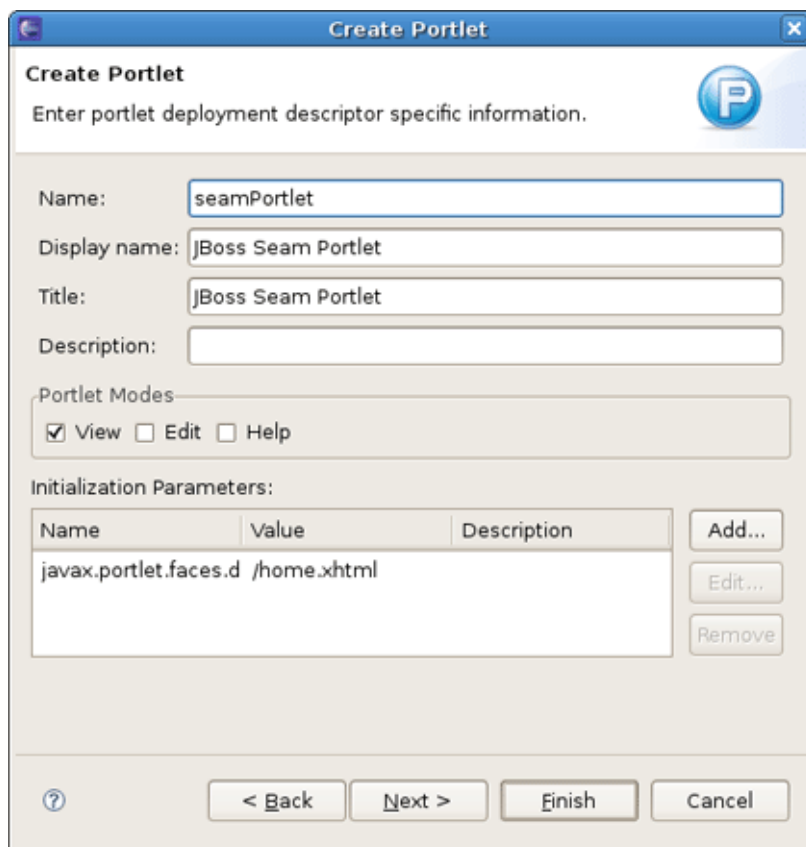 Create Portlet
Create Portlet
Enter portlet deployment descriptor specific information.
P
Name: seamPortlet
Display name: JBoss Seam Portlet
Title: JBoss Seam Portlet
Description:
Portlet Modes
View Edit Help
Initialization Parameters:
Name Value Description Add...
javax.portlet.faces.d /home.xhtml
Edit...
Remove
? < Back Next > Finish Cancel